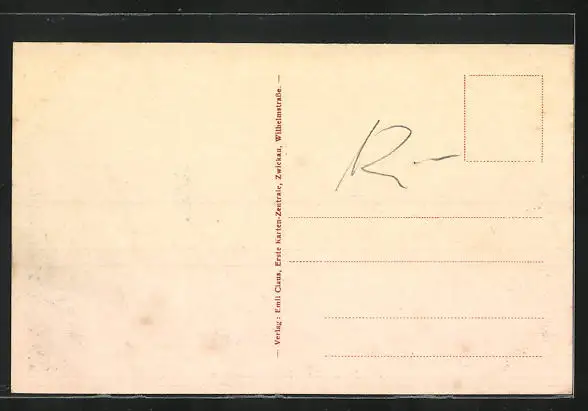 — Verlag: Emil Claus, Erste Karten-Zentrale, Zwickau, Wilhelmstraße. —
R —